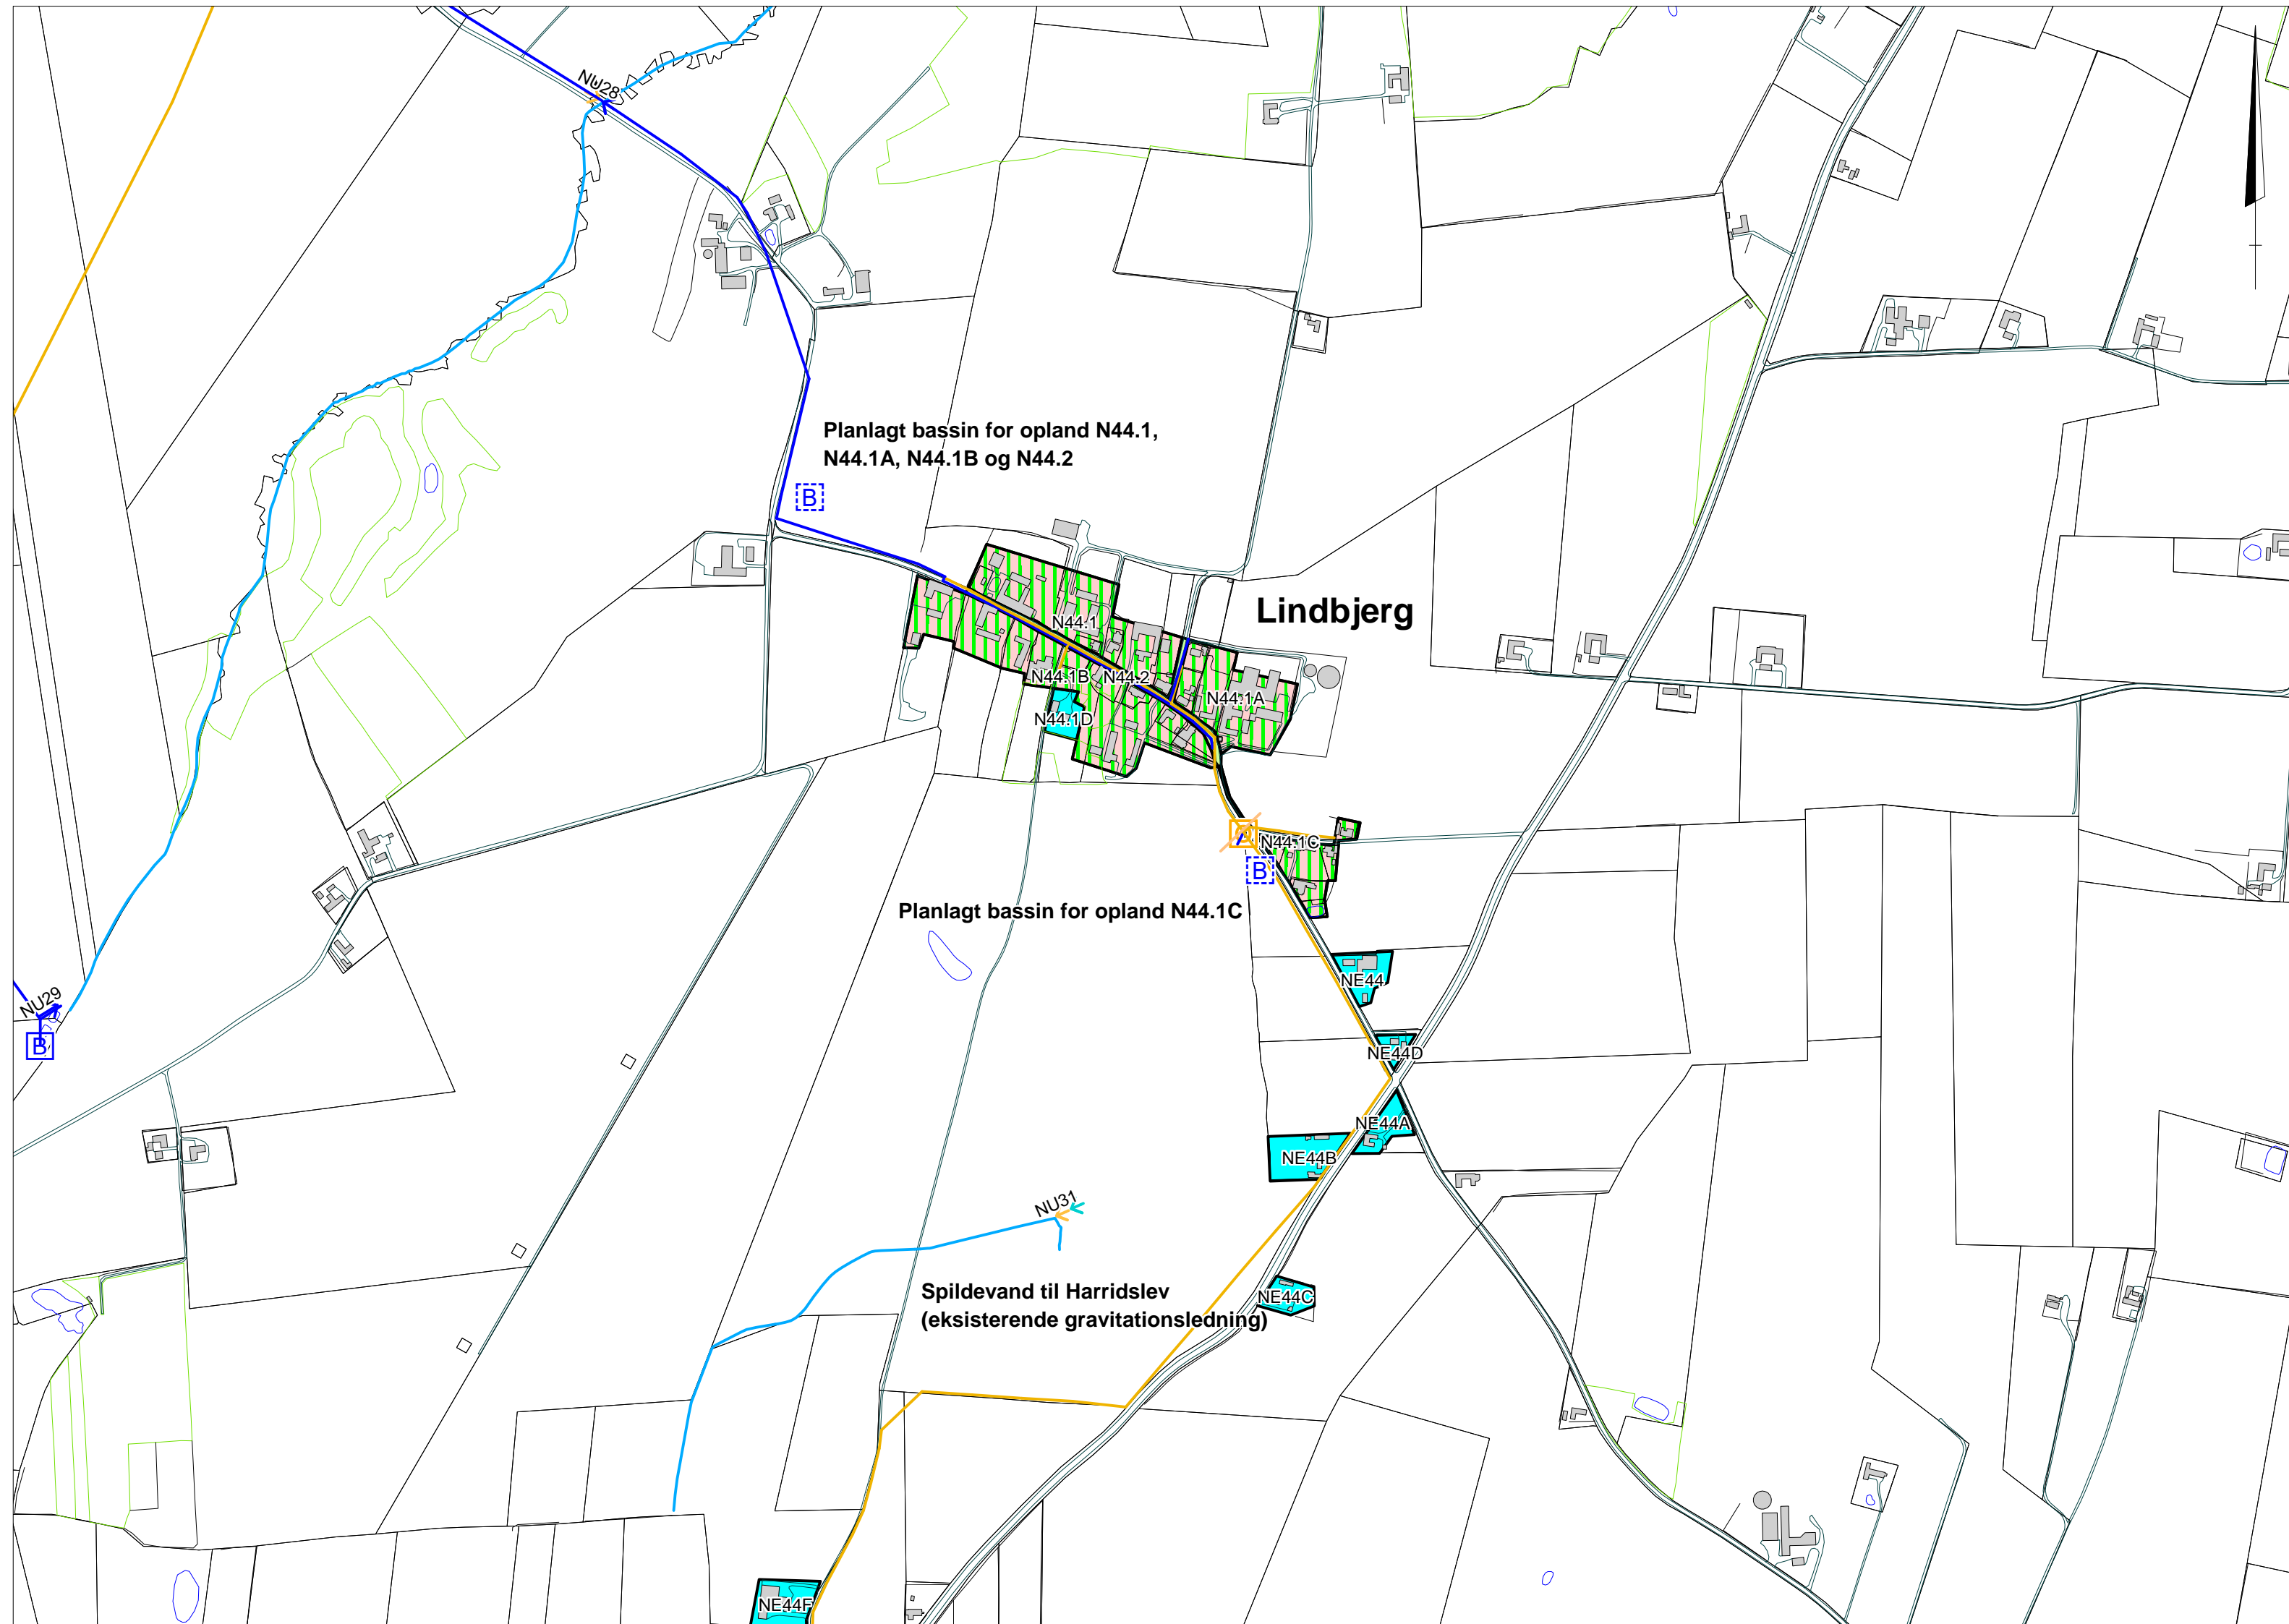 NU28
Planlagt bassin for opland N44.1,
N44.1A, N44.1B og N44.2
B
Lindbjerg
N44.1
N44.1B
N44.2
N44.1A
N44.1D
N44.1C
B
Planlagt bassin for opland N44.1C
NE44
NU29
B
NE44D
NE44A
NE44B
NU31
Spildevand til Harridslev
(eksisterende gravitationsledning)
NE44C
NE44F